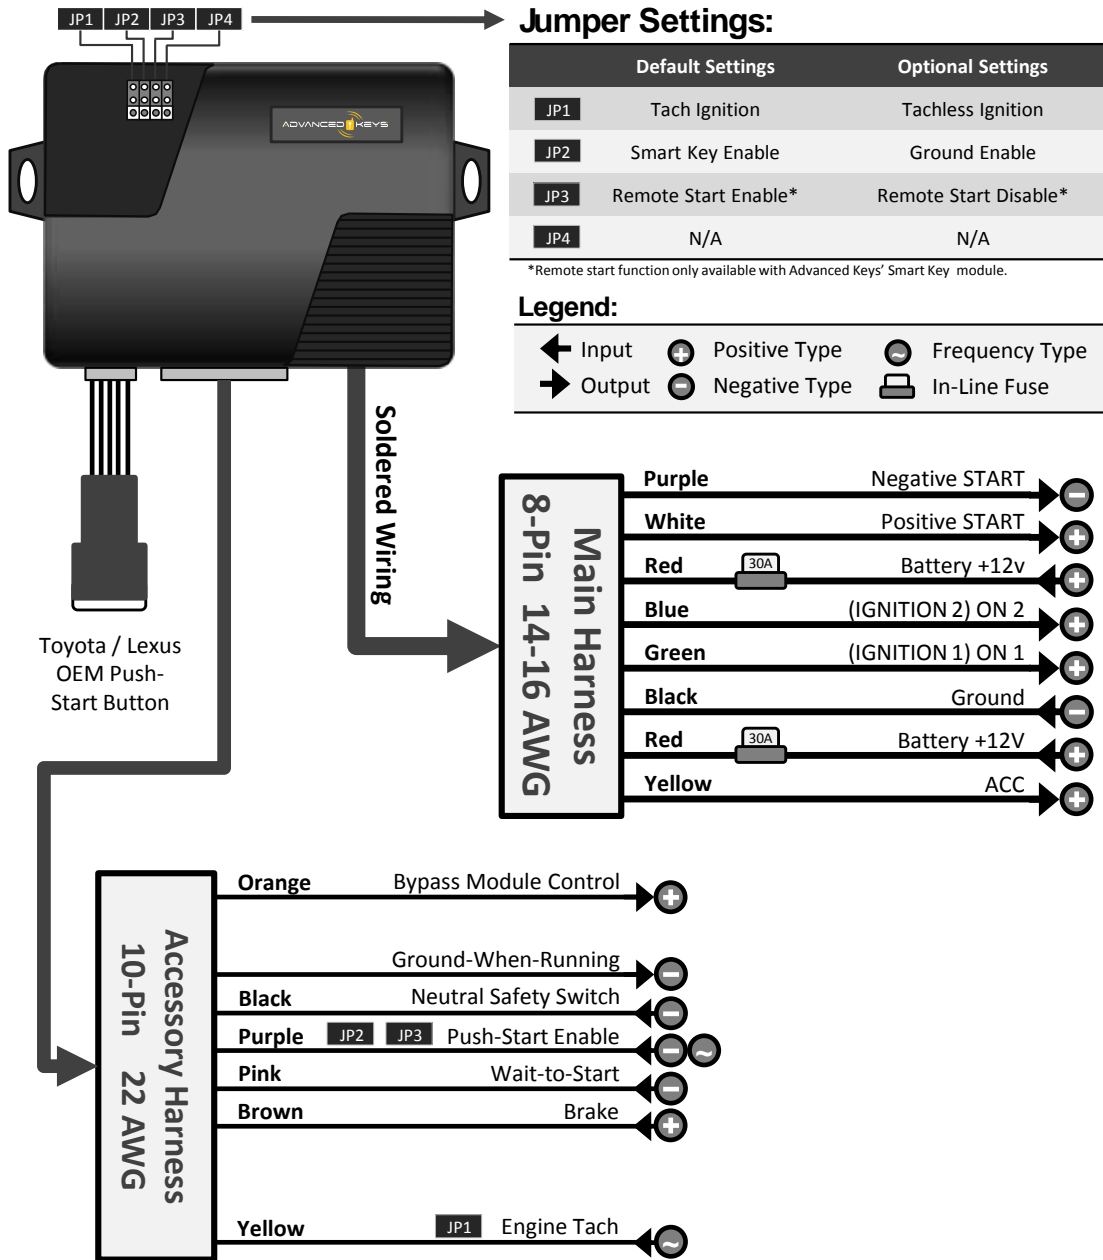 JP1 JP2 JP3 JP4
Jumper Settings:
Default Settings Optional Settings
JP1 Tach Ignition Tachless Ignition
JP2 Smart Key Enable Ground Enable
JP3 Remote Start Enable* Remote Start Disable*
JP4 N/A N/A
*Remote start function only available with Advanced Keys' Smart Key module.
ADVANCED KEYS
Legend:
Input + Positive Type ~ Frequency Type
Output - Negative Type In-Line Fuse
Soldered Wiring
Toyota / Lexus
OEM Push-
Start Button
Main Harness
8-Pin 14-16 AWG
Purple Negative START -
White Positive START +
Red 30A Battery +12v +
Blue (IGNITION 2) ON 2 +
Green (IGNITION 1) ON 1 +
Black Ground -
Red 30A Battery +12V +
Yellow ACC +
Accessory Harness
10-Pin 22 AWG
Orange Bypass Module Control +
Ground-When-Running -
Black Neutral Safety Switch -
Purple JP2 JP3 Push-Start Enable - ~
Pink Wait-to-Start -
Brown Brake +
Yellow JP1 Engine Tach ~